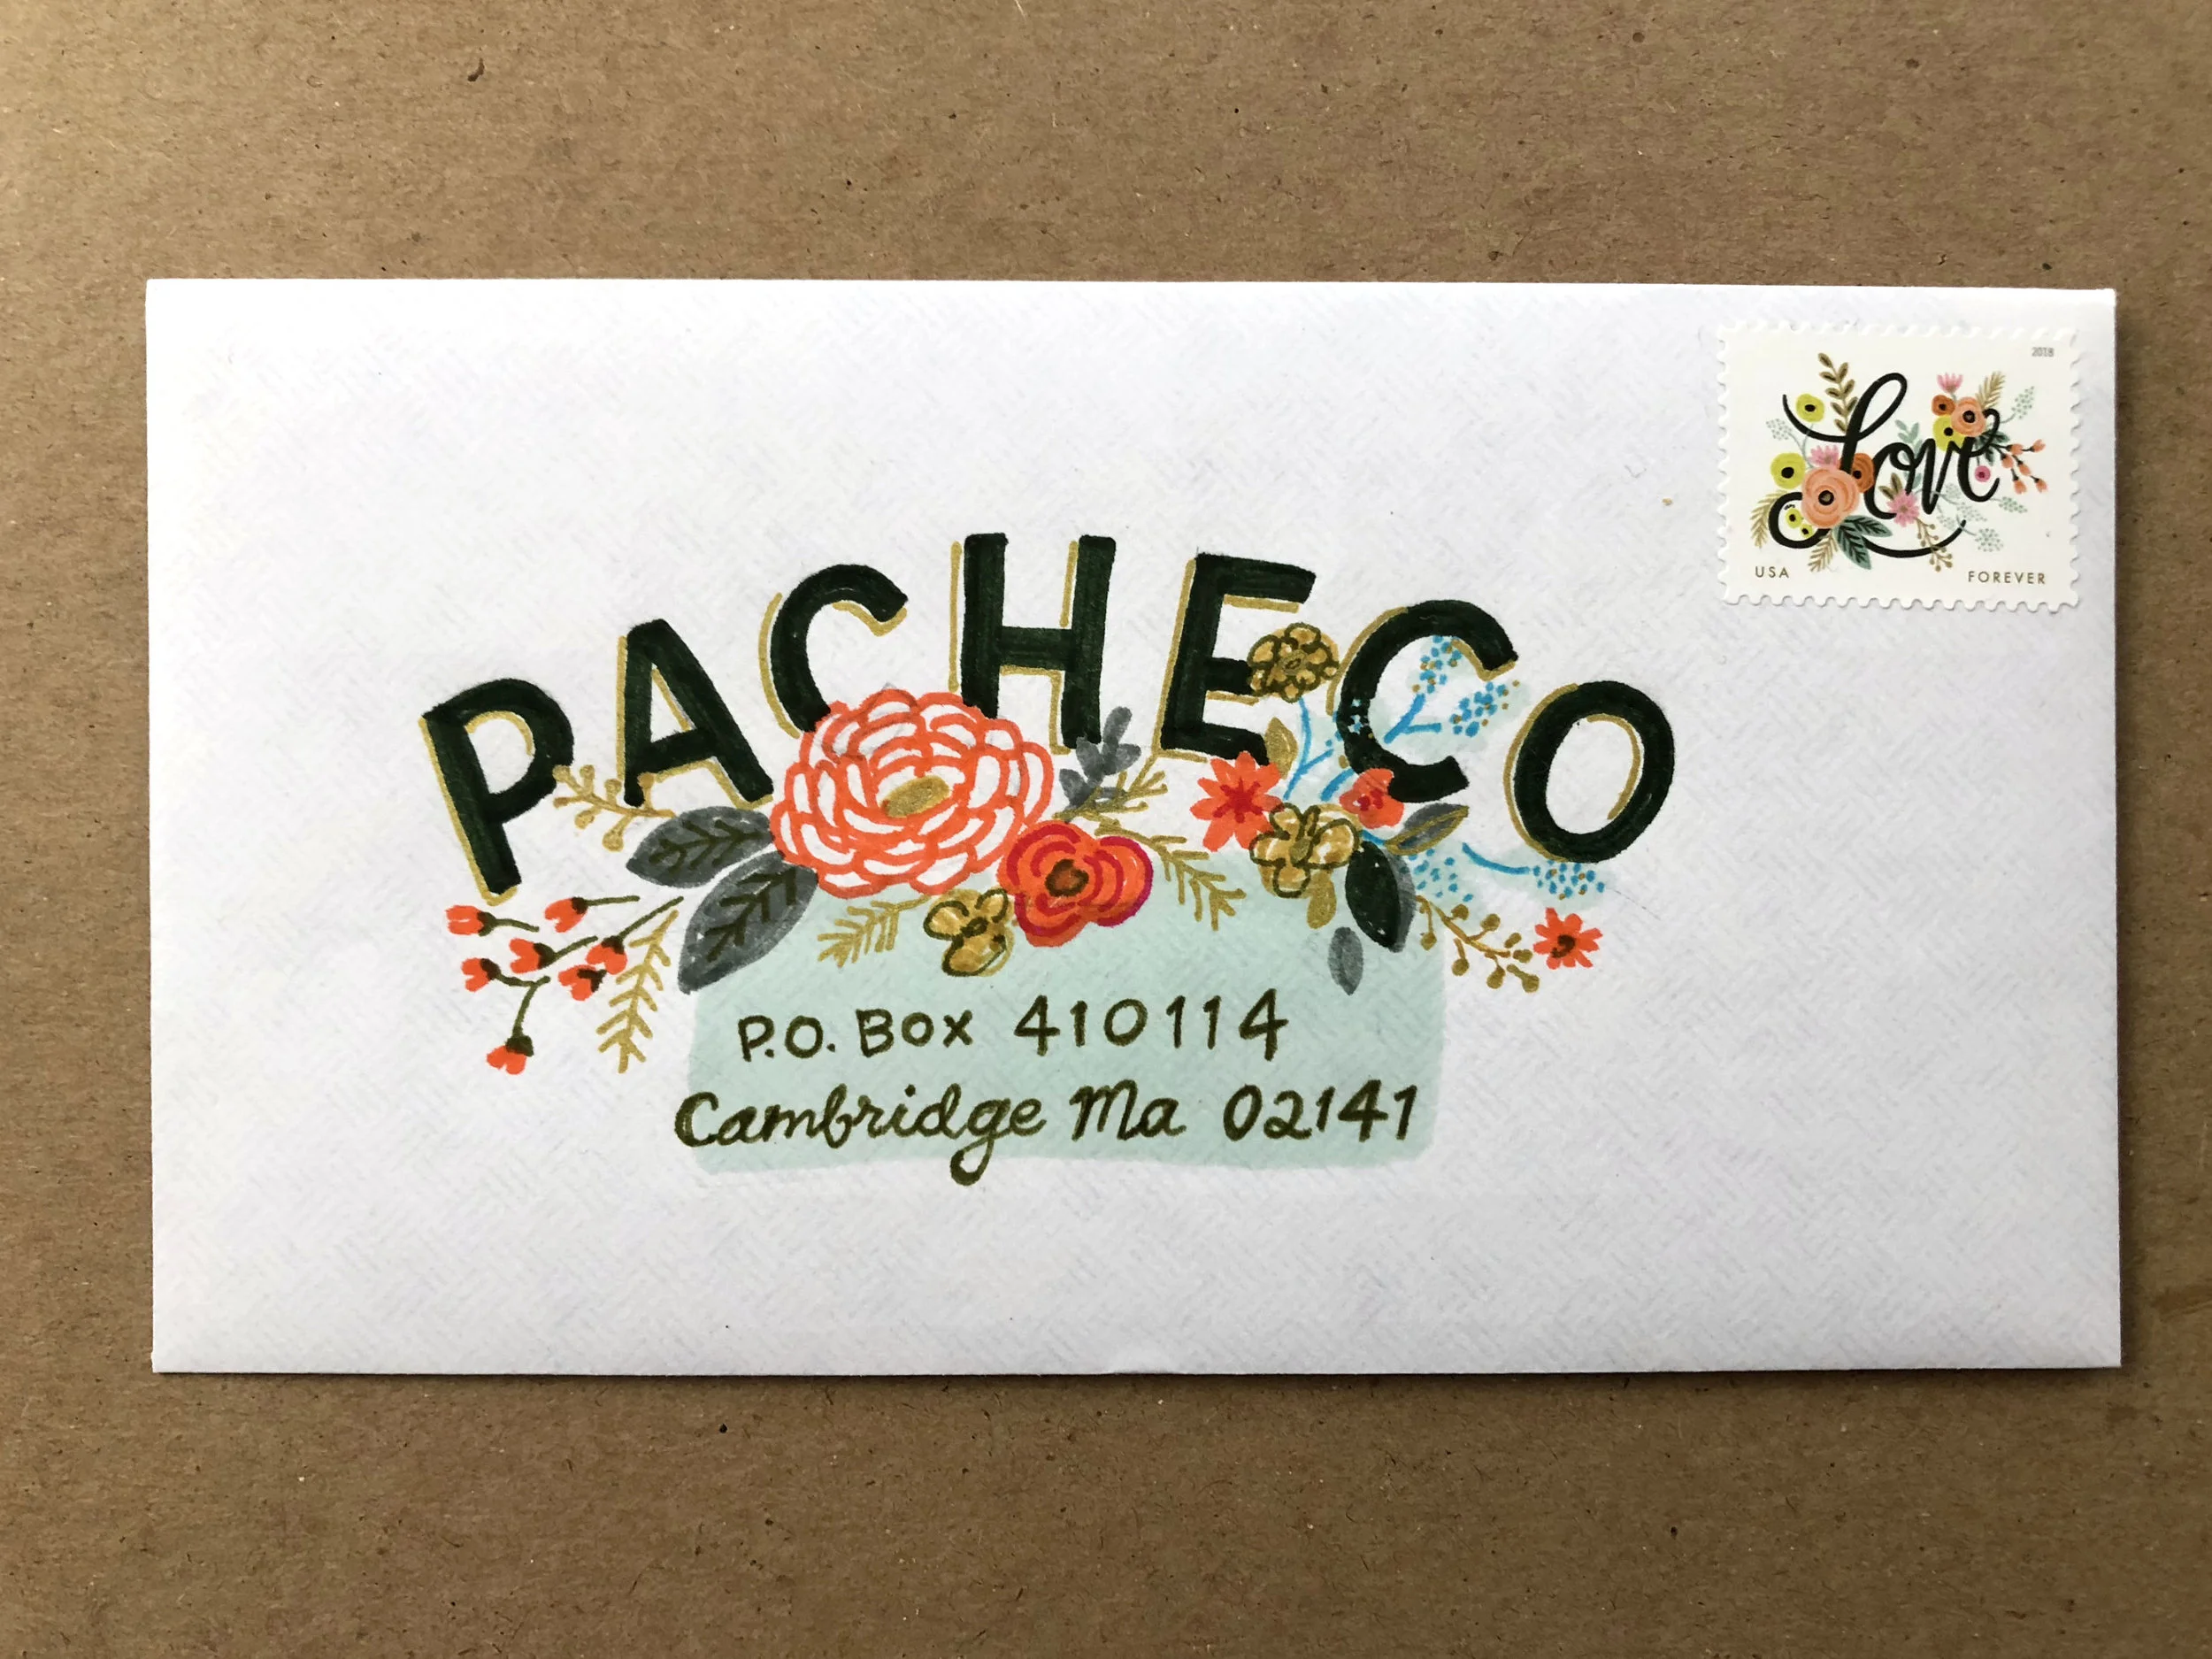 2018
Love
USA FOREVER
PACHECO
P.O. Box 410114
Cambridge Ma 02141